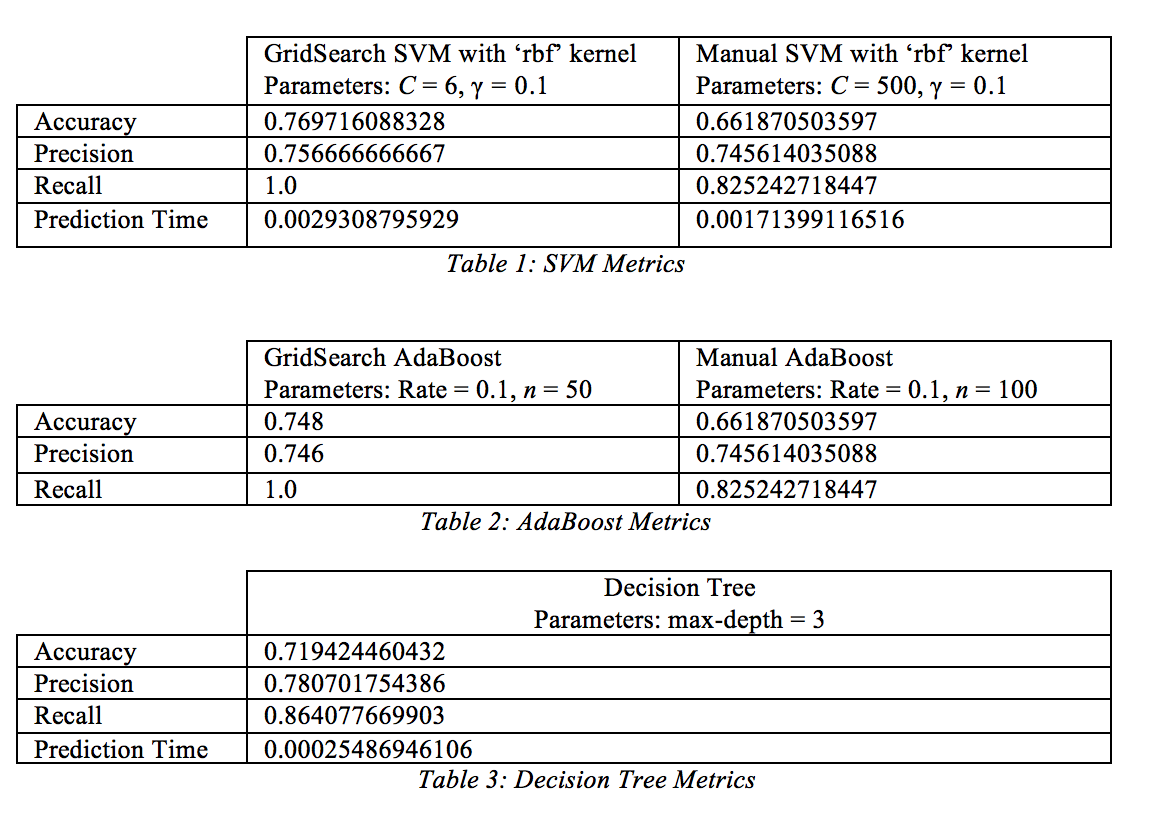 GridSearch SVM with ‘rbf’ kernel Manual SVM with ‘rbf’ kernel
Parameters: C = 6, γ = 0.1 Parameters: C = 500, γ = 0.1
Accuracy 0.769716088328 0.661870503597
Precision 0.756666666667 0.745614035088
Recall 1.0 0.825242718447
Prediction Time 0.0029308795929 0.00171399116516
Table 1: SVM Metrics
GridSearch AdaBoost Manual AdaBoost
Parameters: Rate = 0.1, n = 50 Parameters: Rate = 0.1, n = 100
Accuracy 0.748 0.661870503597
Precision 0.746 0.745614035088
Recall 1.0 0.825242718447
Table 2: AdaBoost Metrics
Decision Tree
Parameters: max-depth = 3
Accuracy 0.719424460432
Precision 0.780701754386
Recall 0.864077669903
Prediction Time 0.00025486946106
Table 3: Decision Tree Metrics